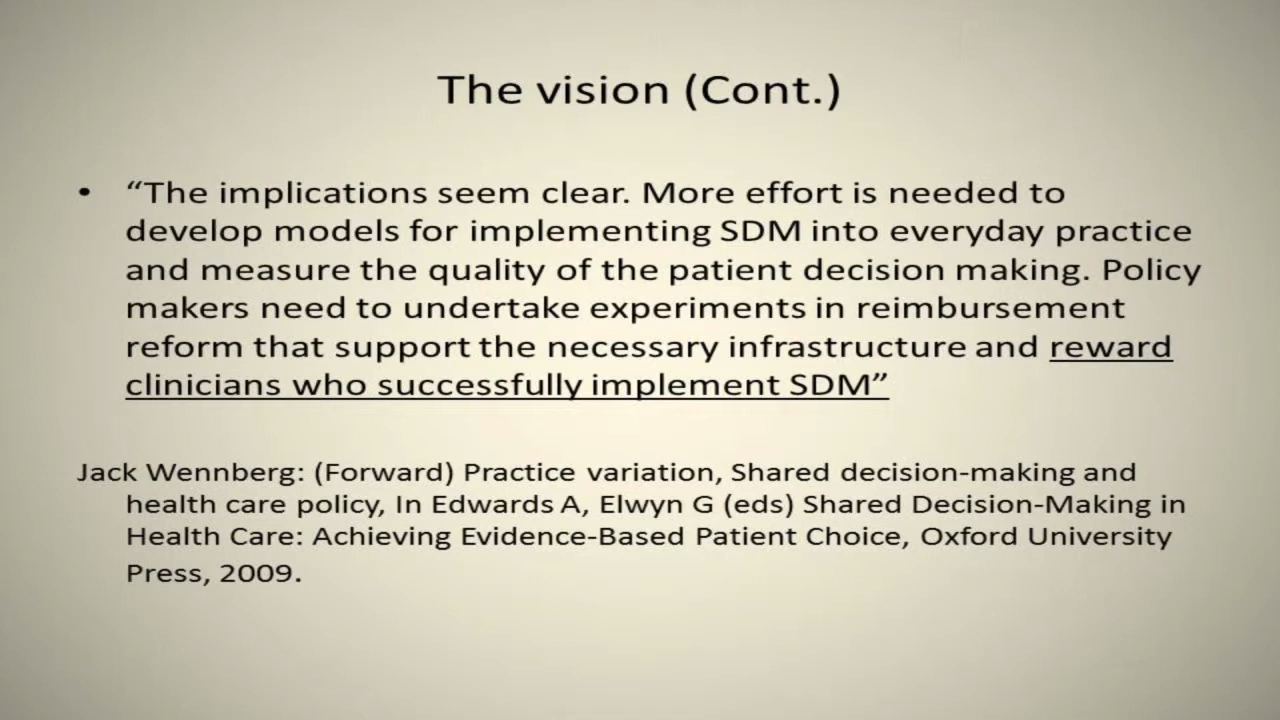 The vision (Cont.)
• “The implications seem clear. More effort is needed to
develop models for implementing SDM into everyday practice
and measure the quality of the patient decision making. Policy
makers need to undertake experiments in reimbursement
reform that support the necessary infrastructure and reward
clinicians who successfully implement SDM”
Jack Wennberg: (Forward) Practice variation, Shared decision-making and
health care policy, In Edwards A, Elwyn G (eds) Shared Decision-Making in
Health Care: Achieving Evidence-Based Patient Choice, Oxford University
Press, 2009.